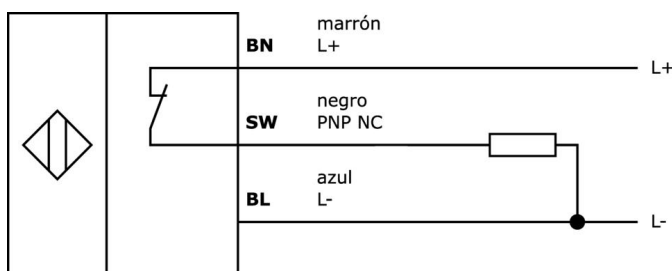 marrón
BN L+
L+
negro
SW PNP NC
azul
BL L-
L-